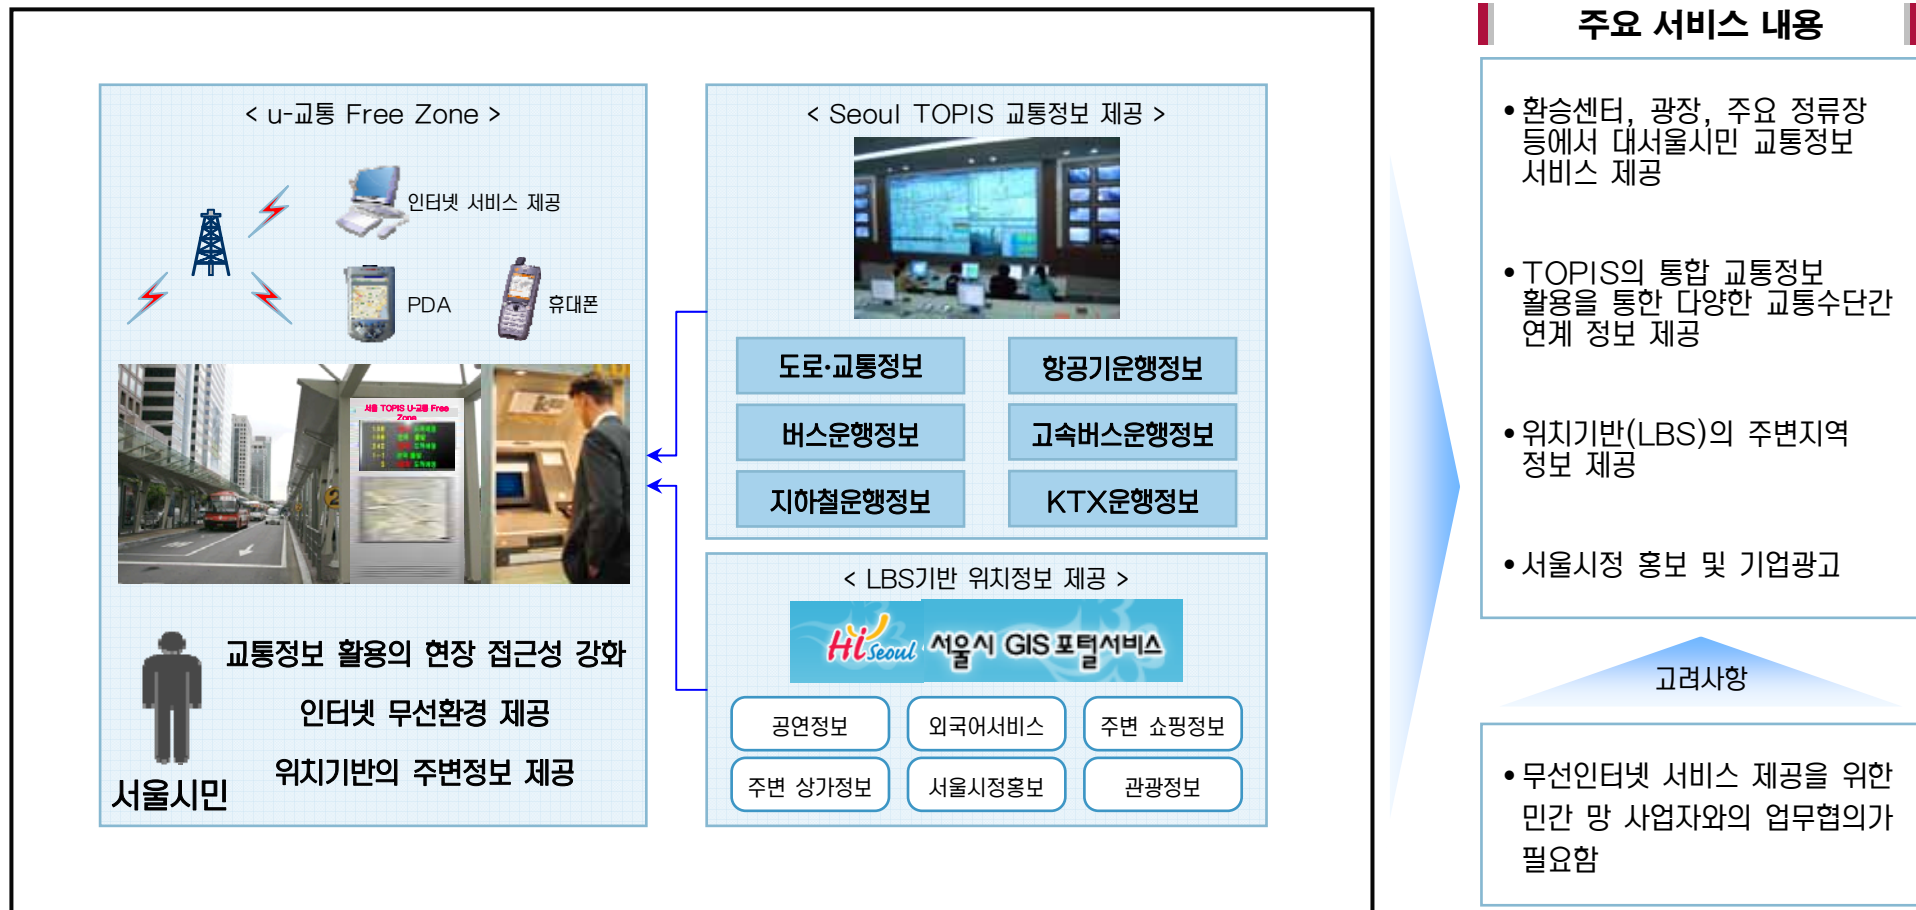 < u-교통 Free Zone >
인터넷 서비스 제공
PDA
휴대폰
서울 TOPIS U-교통 Free
Zone
교통정보 활용의 현장 접근성 강화
인터넷 무선환경 제공
위치기반의 주변정보 제공
서울시민
< Seoul TOPIS 교통정보 제공 >
도로·교통정보
항공기운행정보
버스운행정보
고속버스운행정보
지하철운행정보
KTX운행정보
< LBS기반 위치정보 제공 >
Hi Seoul 서울시 GIS 포털서비스
공연정보
외국어서비스
주변 쇼핑정보
주변 상가정보
서울시정홍보
관광정보
주요 서비스 내용
• 환승센터, 광장, 주요 정류장
등에서 대서울시민 교통정보
서비스 제공
• TOPIS의 통합 교통정보
활용을 통한 다양한 교통수단간
연계 정보 제공
• 위치기반(LBS)의 주변지역
정보 제공
• 서울시정 홍보 및 기업광고
고려사항
• 무선인터넷 서비스 제공을 위한
민간 망 사업자와의 업무협의가
필요함